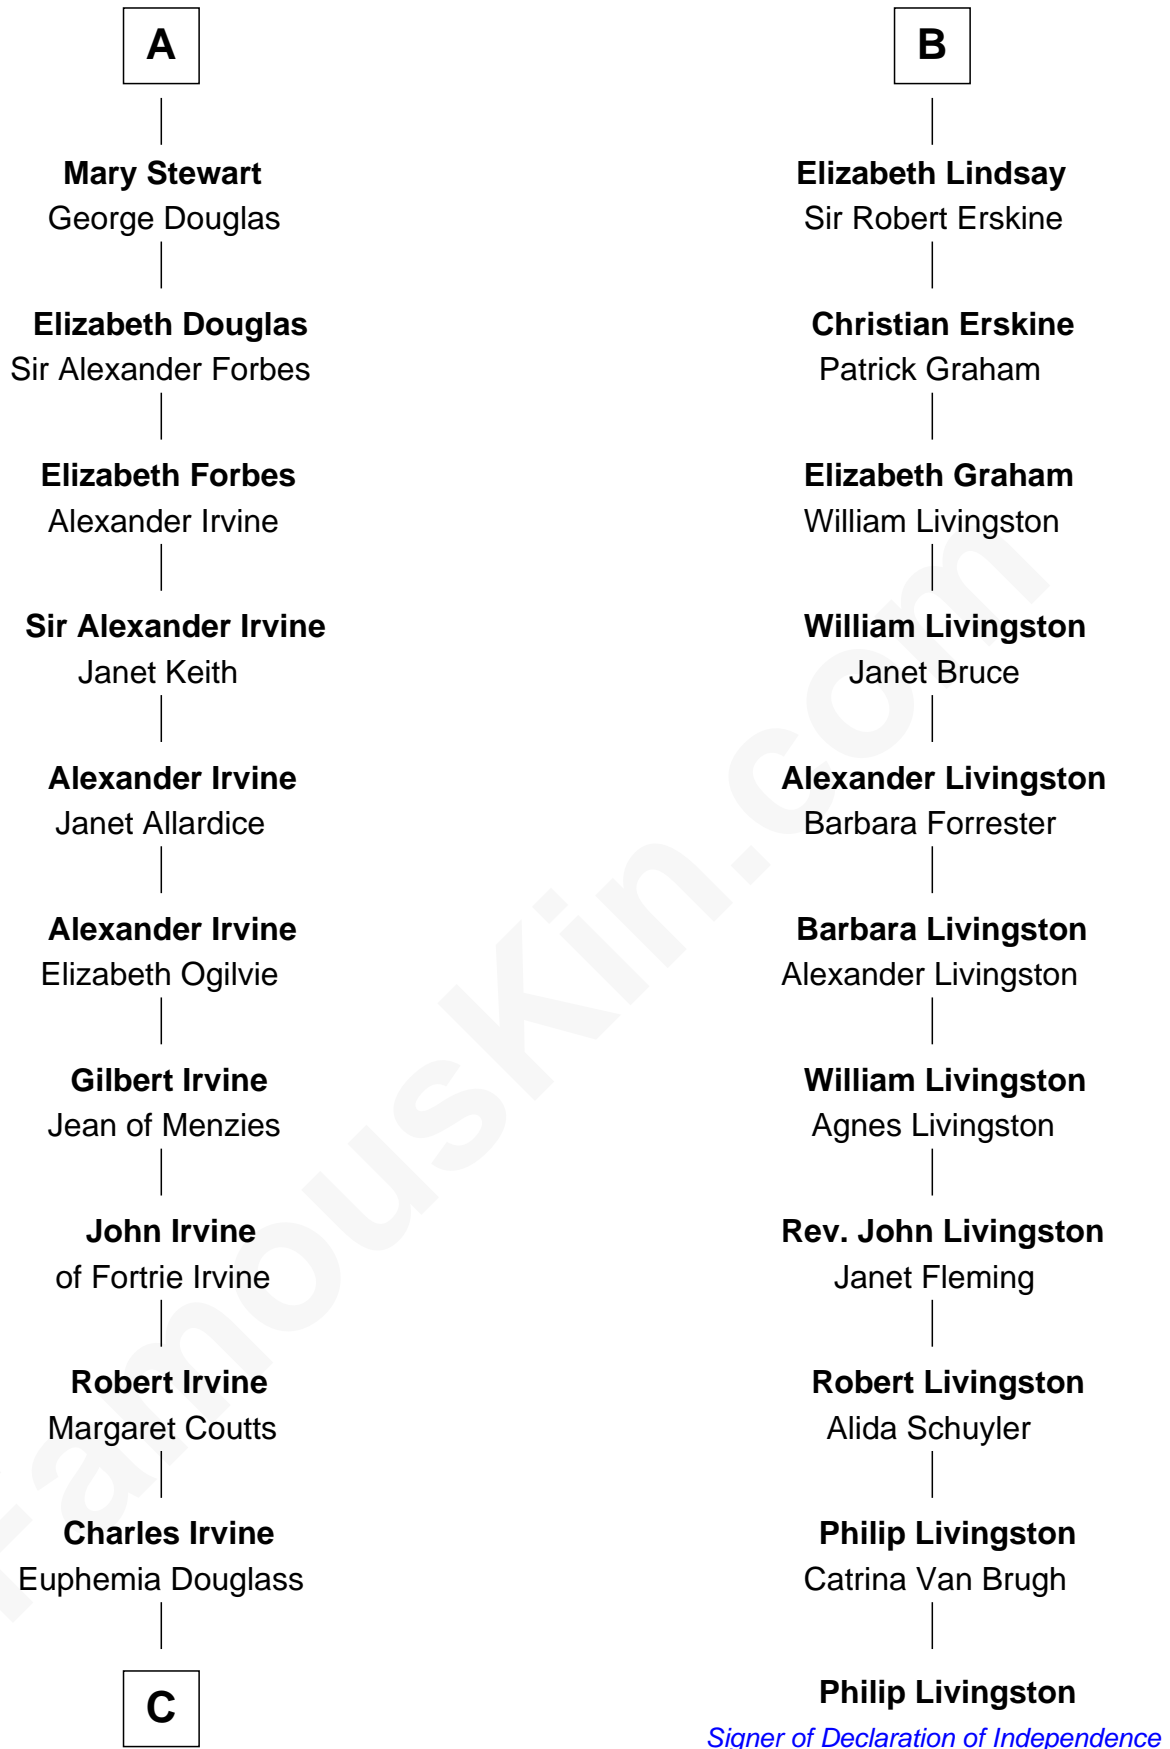 A
Mary Stewart
George Douglas
Elizabeth Douglas
Sir Alexander Forbes
Elizabeth Forbes
Alexander Irvine
Sir Alexander Irvine
Janet Keith
Alexander Irvine
Janet Allardice
Alexander Irvine
Elizabeth Ogilvie
Gilbert Irvine
Jean of Menzies
John Irvine
of Fortrie Irvine
Robert Irvine
Margaret Coutts
Charles Irvine
Euphemia Douglass
C
B
Elizabeth Lindsay
Sir Robert Erskine
Christian Erskine
Patrick Graham
Elizabeth Graham
William Livingston
William Livingston
Janet Bruce
Alexander Livingston
Barbara Forrester
Barbara Livingston
Alexander Livingston
William Livingston
Agnes Livingston
Rev. John Livingston
Janet Fleming
Robert Livingston
Alida Schuyler
Philip Livingston
Catrina Van Brugh
Philip Livingston
Signer of Declaration of Independence
FamousKin.com